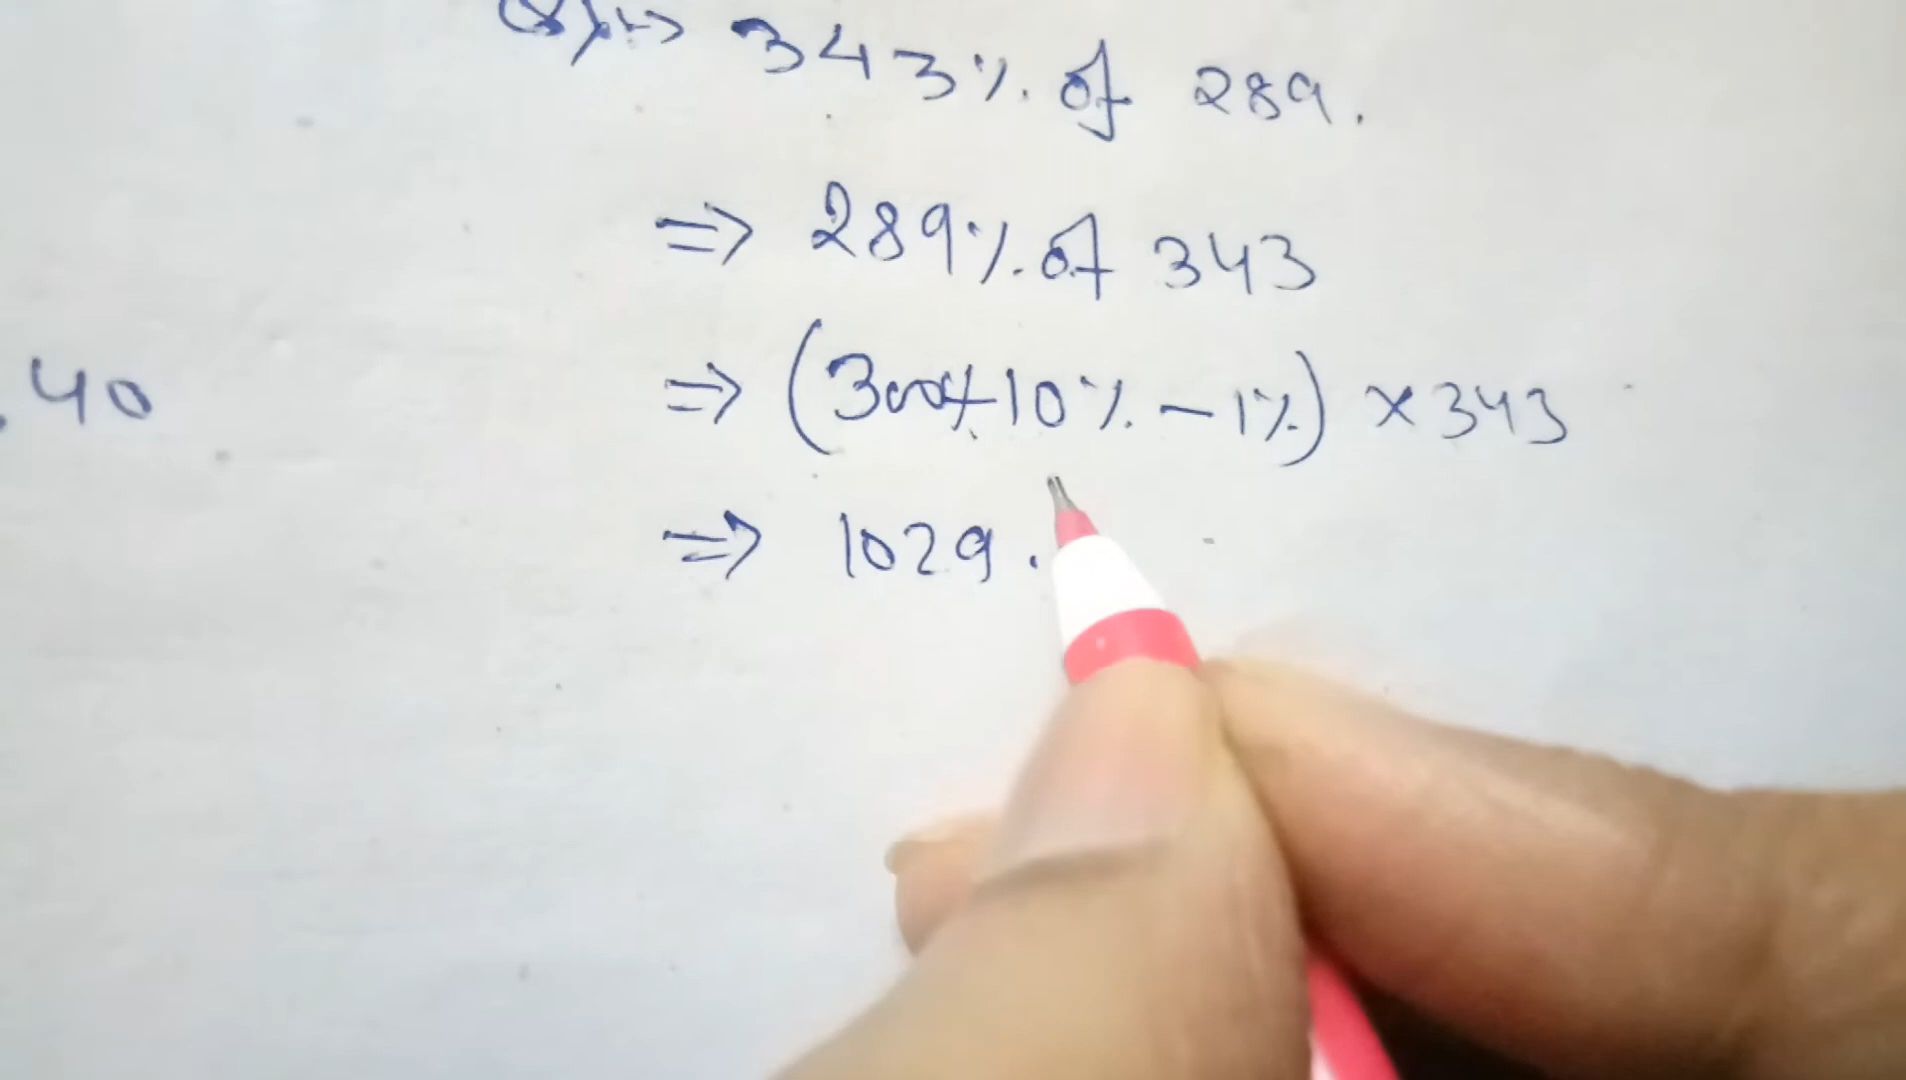 343% of 289.
⇒ 289% of 343
. 40
⇒ (300%+10% - 1%) × 343
⇒ 1029.